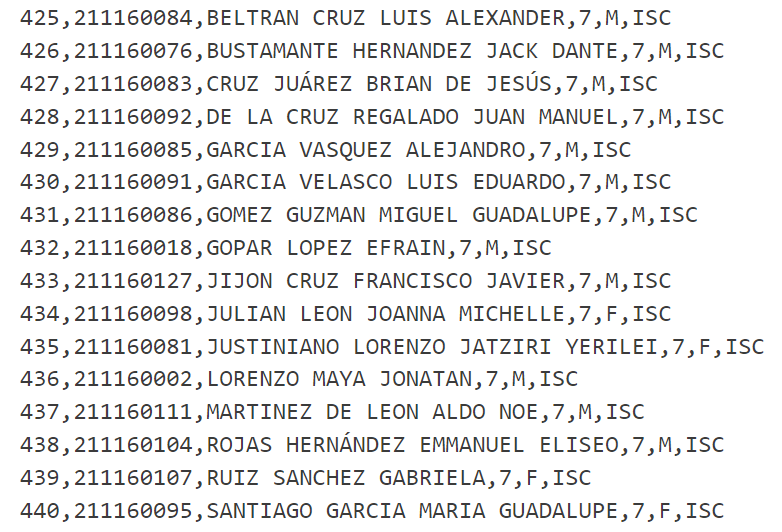 425,211160084,BELTRAN CRUZ LUIS ALEXANDER,7,M,ISC
426,211160076,BUSTAMANTE HERNANDEZ JACK DANTE,7,M,ISC
427,211160083,CRUZ JUÁREZ BRIAN DE JESÚS,7,M,ISC
428,211160092,DE LA CRUZ REGALADO JUAN MANUEL,7,M,ISC
429,211160085,GARCIA VASQUEZ ALEJANDRO,7,M,ISC
430,211160091,GARCIA VELASCO LUIS EDUARDO,7,M,ISC
431,211160086,GOMEZ GUZMAN MIGUEL GUADALUPE,7,M,ISC
432,211160018,GOPAR LOPEZ EFRAIN,7,M,ISC
433,211160127,JIJON CRUZ FRANCISCO JAVIER,7,M,ISC
434,211160098,JULIAN LEON JOANNA MICHELLE,7,F,ISC
435,211160081,JUSTINIANO LORENZO JATZIRI YERILEI,7,F,ISC
436,211160002,LORENZO MAYA JONATAN,7,M,ISC
437,211160111,MARTINEZ DE LEON ALDO NOE,7,M,ISC
438,211160104,ROJAS HERNÁNDEZ EMMANUEL ELISEO,7,M,ISC
439,211160107,RUIZ SANCHEZ GABRIELA,7,F,ISC
440,211160095,SANTIAGO GARCIA MARIA GUADALUPE,7,F,ISC